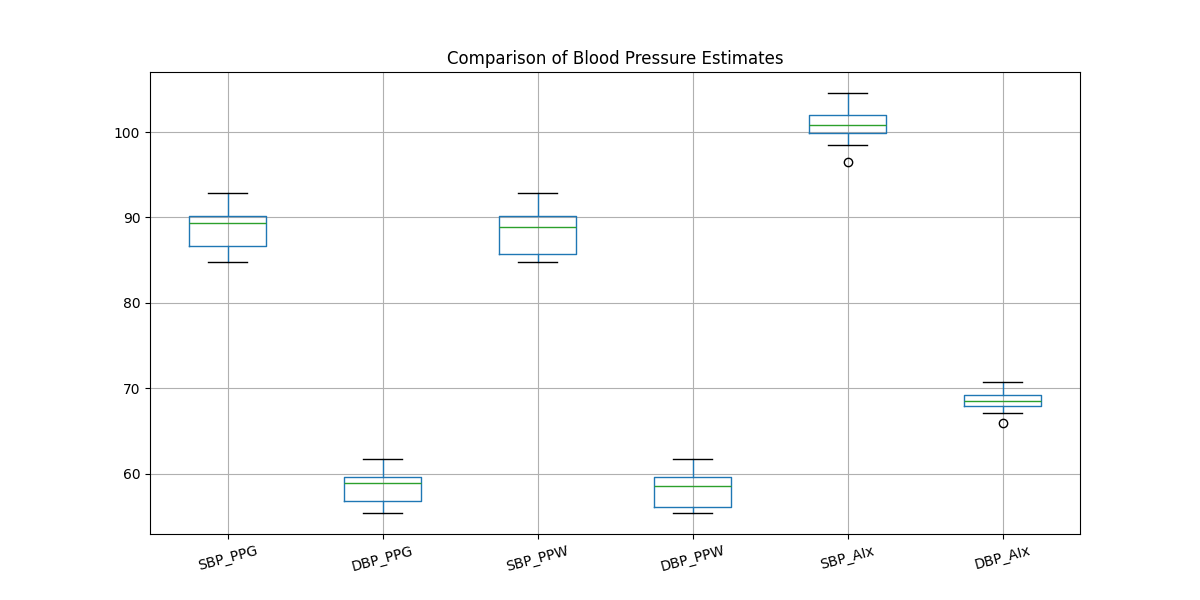 Comparison of Blood Pressure Estimates
100
90
80
70
60
SBP_PPG
DBP_PPG
SBP_PPW
DBP_PPW
SBP_AIx
DBP_AIx